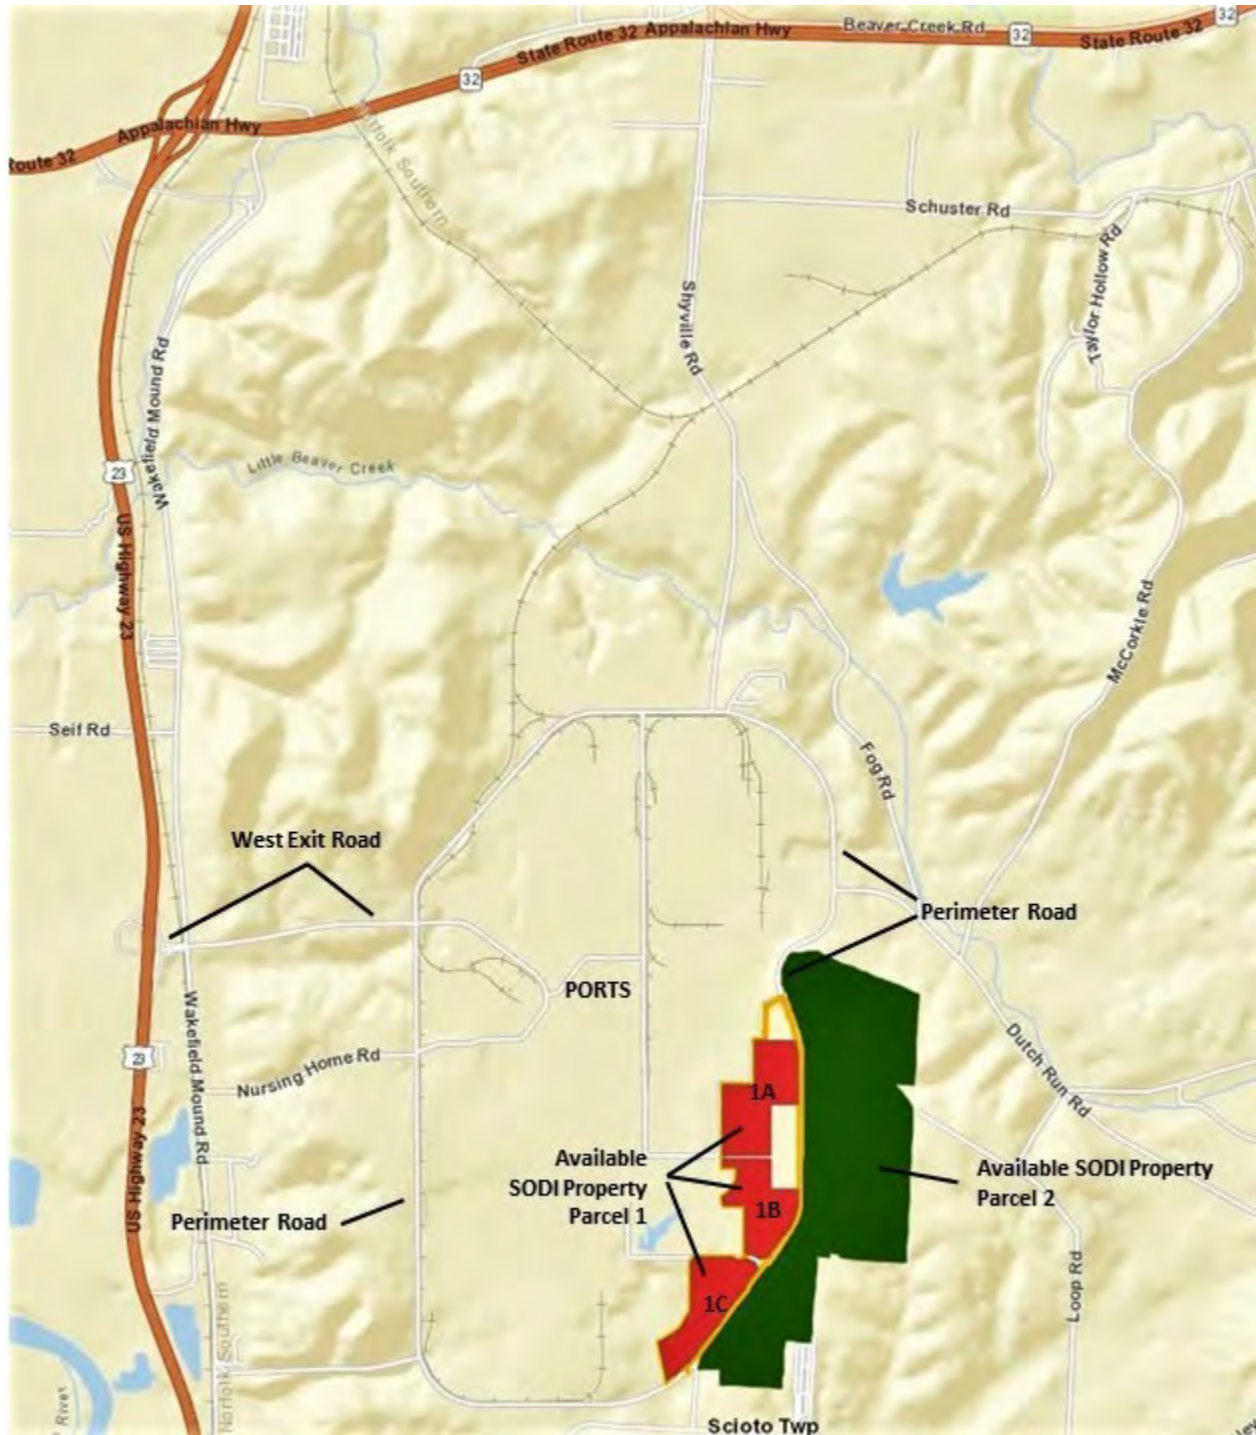 32
State Route 32 Appalachian Hwy
Beaver Creek Rd
32
State Route 32
32
Appalachian Hwy
Route 32
Norfolk Southern
Schuster Rd
Taylor Hollow Rd
Shyville Rd
Wakefield Mound Rd
Little Beaver Creek
23
US Highway 23
McCorkle Rd
Seif Rd
Fog Rd
West Exit Road
Perimeter Road
PORTS
Wakefield Mound Rd
23
Nursing Home Rd
Dutch Run Rd
1A
Available
SODI Property
Parcel 1
Available SODI Property
Parcel 2
1B
Perimeter Road
US Highway 23
Loop Rd
1C
Norfolk Southern
River
Scioto Twp